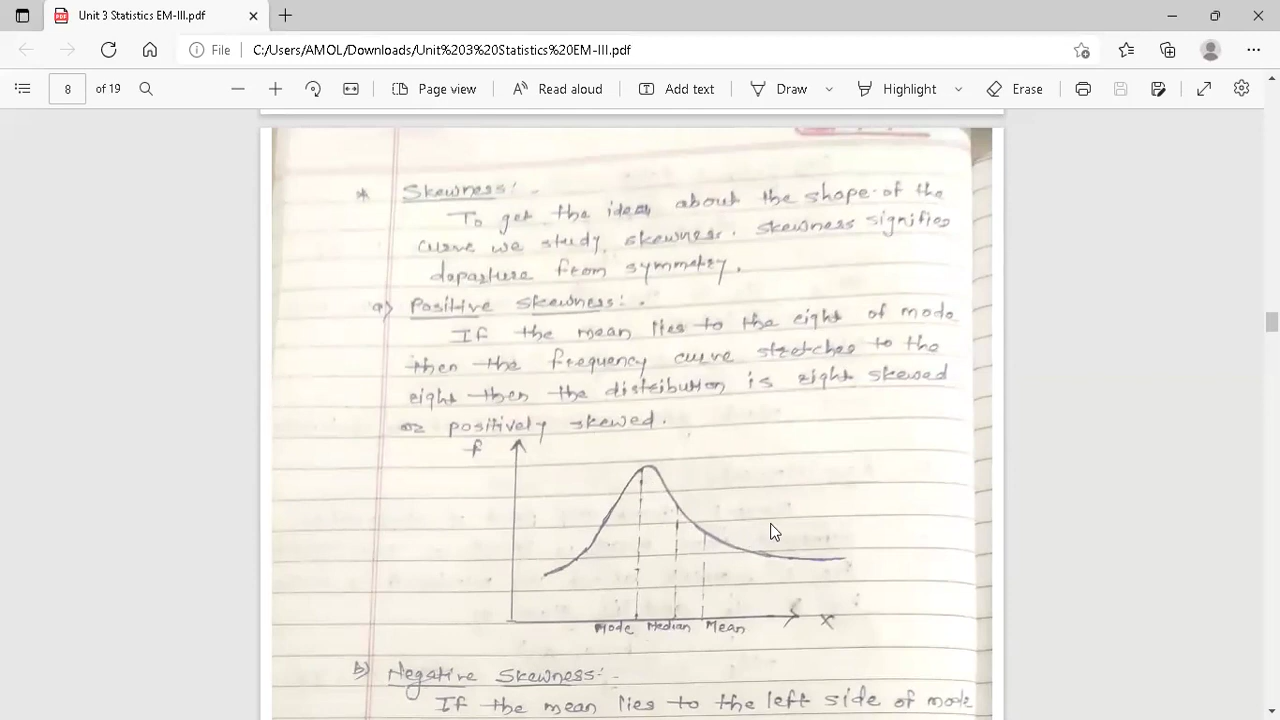 Unit 3 Statistics EM-III.pdf
File C:/Users/AMOL/Downloads/Unit%203%20Statistics%20EM-III.pdf
8 of 19 Page view Read aloud Add text Draw Highlight Erase
* Skewness:-
To get the idea about the shape of the
curve we study skewness. Skewness signifies
departure from symmetry.
a) Positive skewness:-
If the mean lies to the right of mode
then the frequency curve stretches to the
right then the distribution is right skewed
or positively skewed.
f
Mode Median Mean X
b) Negative Skewness:-
If the mean lies to the left side of mode